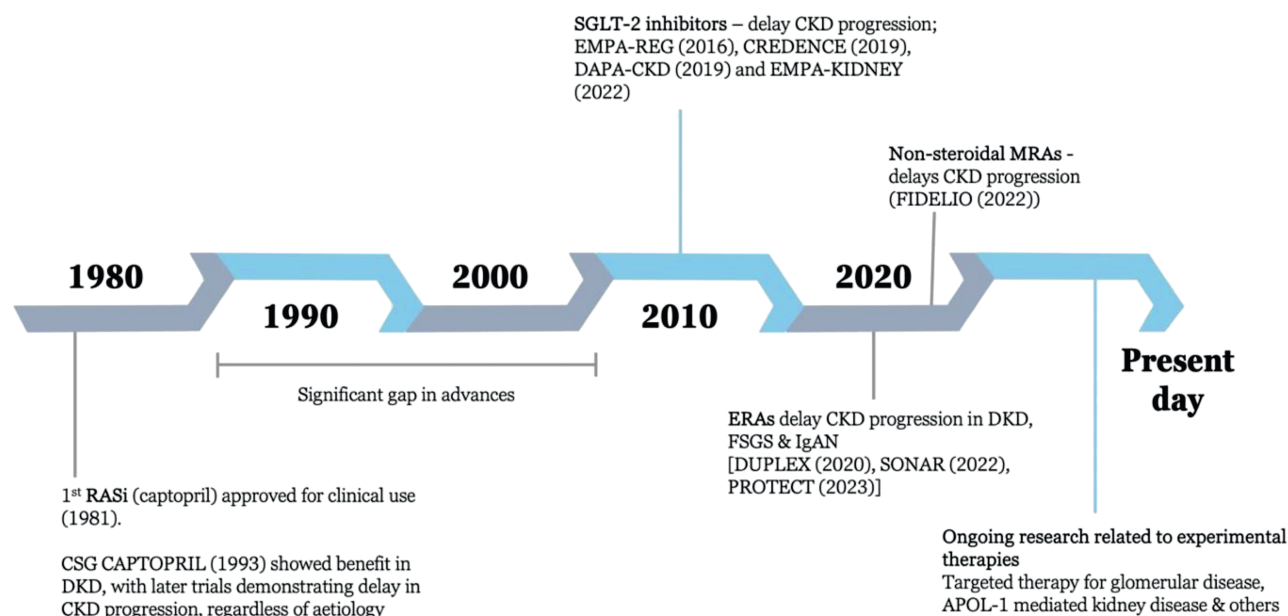 SGLT-2 inhibitors – delay CKD progression;
EMPA-REG (2016), CREDENCE (2019),
DAPA-CKD (2019) and EMPA-KIDNEY
(2022)
Non-steroidal MRAs -
delays CKD progression
(FIDELIO (2022))
1980
1990
2000
2010
2020
Present
day
Significant gap in advances
ERAs delay CKD progression in DKD,
FSGS & IgAN
[DUPLEX (2020), SONAR (2022),
PROTECT (2023)]
1st RASi (captopril) approved for clinical use
(1981).
CSG CAPTOPRIL (1993) showed benefit in
DKD, with later trials demonstrating delay in
CKD progression, regardless of aetiology
Ongoing research related to experimental
therapies
Targeted therapy for glomerular disease,
APOL-1 mediated kidney disease & others